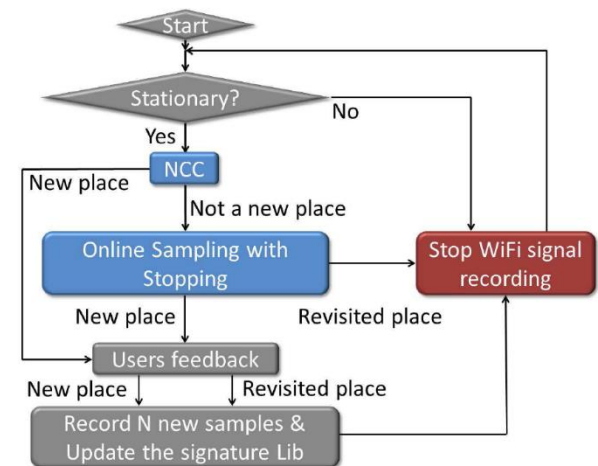 Start
Stationary?
No
Yes
NCC
New place
Not a new place
Online Sampling with
Stopping
Stop WiFi signal
recording
New place
Revisited place
Users feedback
New place
Revisited place
Record N new samples &
Update the signature Lib